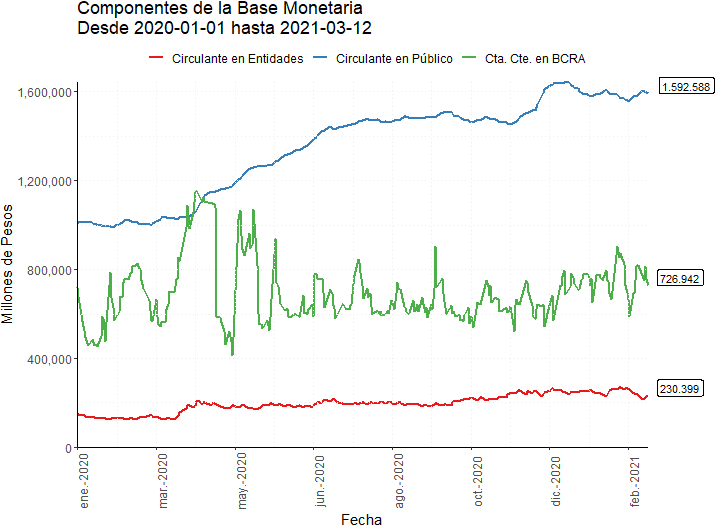 Componentes de la Base Monetaria
Desde 2020-01-01 hasta 2021-03-12
Circulante en Entidades Circulante en Público Cta. Cte. en BCRA
Millones de Pesos
1,600,000
1,200,000
800,000
400,000
0
1.592.588
726.942
230.399
ene.-2020
mar.-2020
may.-2020
jun.-2020
ago.-2020
oct.-2020
dic.-2020
feb.-2021
Fecha